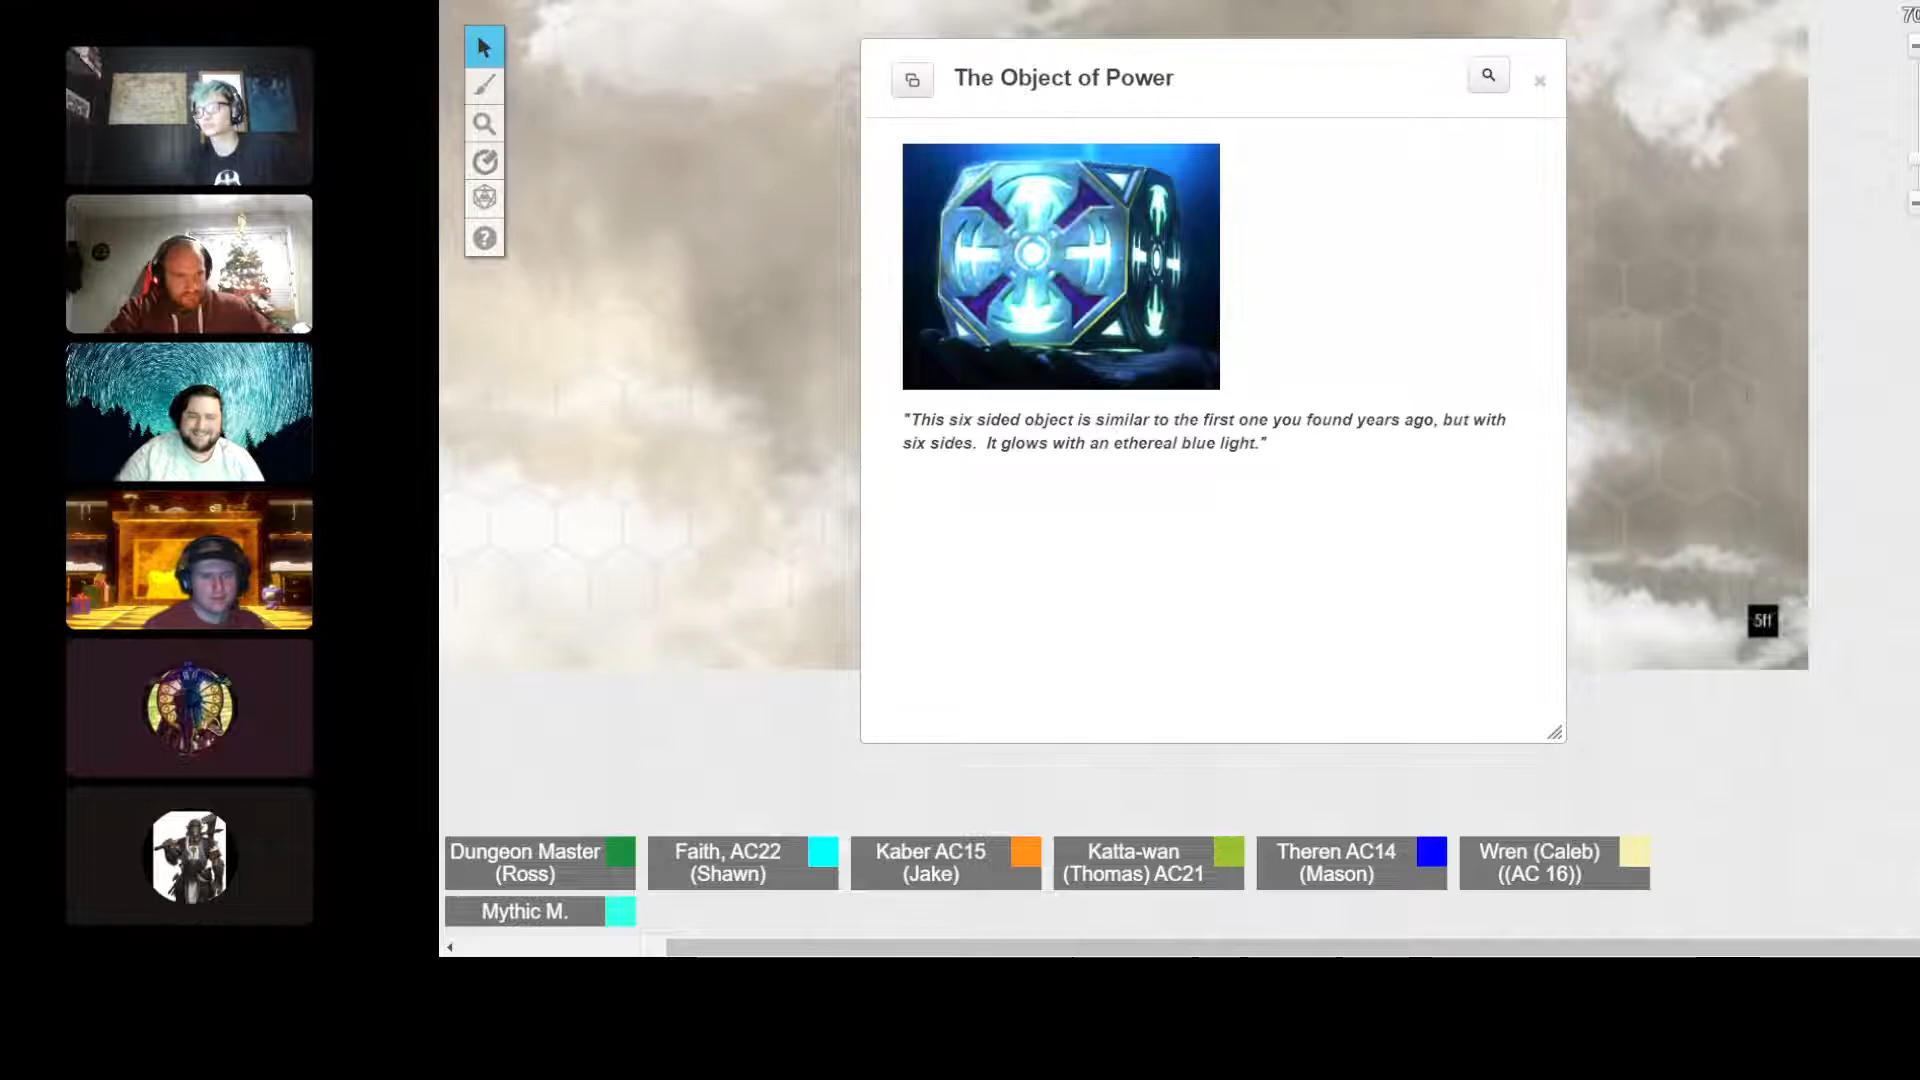 70
The Object of Power
"This six sided object is similar to the first one you found years ago, but with
six sides.  It glows with an ethereal blue light."
5ft
Dungeon Master
(Ross)
Faith, AC22
(Shawn)
Kaber AC15
(Jake)
Katta-wan
(Thomas) AC21
Theren AC14
(Mason)
Wren (Caleb)
((AC 16))
Mythic M.